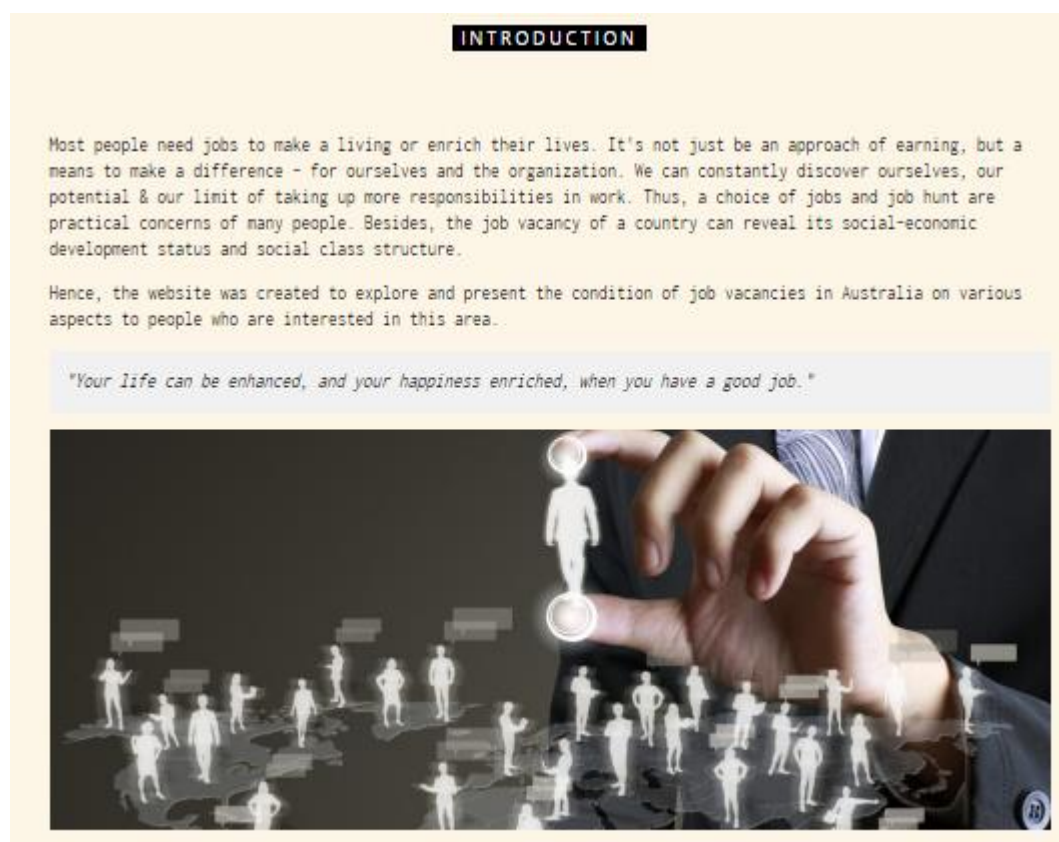 INTRODUCTION
Most people need jobs to make a living or enrich their lives. It's not just be an approach of earning, but a
means to make a difference - for ourselves and the organization. We can constantly discover ourselves, our
potential & our limit of taking up more responsibilities in work. Thus, a choice of jobs and job hunt are
practical concerns of many people. Besides, the job vacancy of a country can reveal its social-economic
development status and social class structure.
Hence, the website was created to explore and present the condition of job vacancies in Australia on various
aspects to people who are interested in this area.
"Your life can be enhanced, and your happiness enriched, when you have a good job."